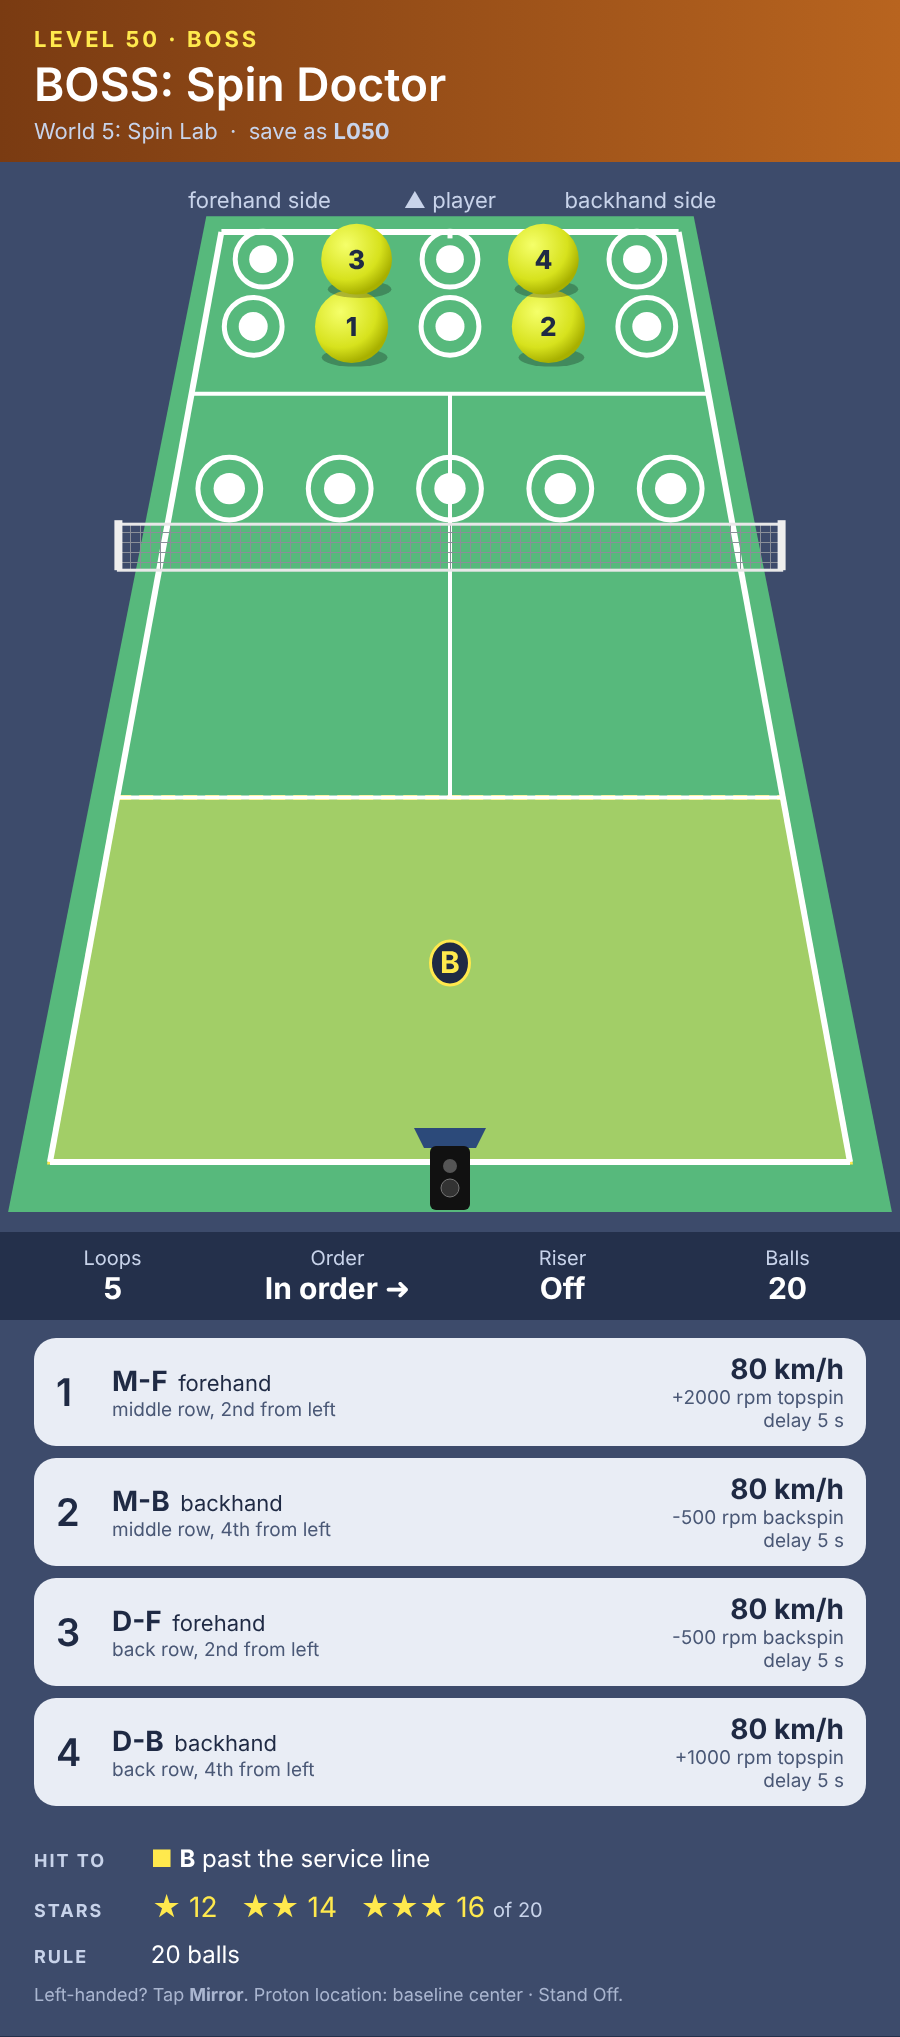 LEVEL 50 · BOSS
BOSS: Spin Doctor
World 5: Spin Lab · save as L050
forehand side ▲ player backhand side
3 4
1 2
B
Loops Order Riser Balls
5 In order ➜ Off 20
1 M-F forehand 80 km/h
middle row, 2nd from left +2000 rpm topspin
delay 5 s
2 M-B backhand 80 km/h
middle row, 4th from left -500 rpm backspin
delay 5 s
3 D-F forehand 80 km/h
back row, 2nd from left -500 rpm backspin
delay 5 s
4 D-B backhand 80 km/h
back row, 4th from left +1000 rpm topspin
delay 5 s
HIT TO ■ B past the service line
STARS ★ 12 ★★ 14 ★★★ 16 of 20
RULE 20 balls
Left-handed? Tap Mirror. Proton location: baseline center · Stand Off.